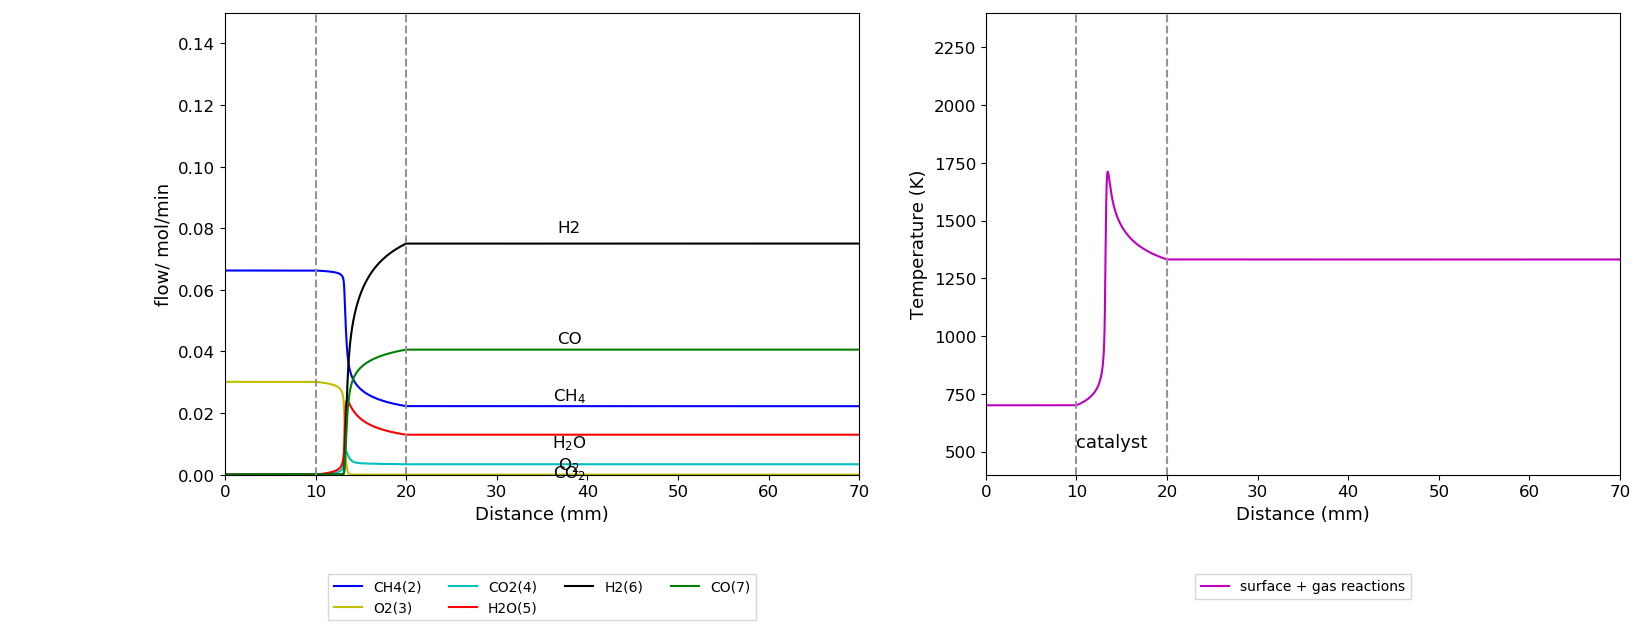 0.14
0.12
0.10
0.08
0.06
0.04
0.02
0.00
flow/ mol/min
0 10 20 30 40 50 60 70
Distance (mm)
H2
CO
CH₄
H₂O
O₂
CO₂
CH4(2) CO2(4) H2(6) CO(7)
O2(3) H2O(5)
2250
2000
1750
1500
1250
1000
750
500
Temperature (K)
catalyst
0 10 20 30 40 50 60 70
Distance (mm)
surface + gas reactions